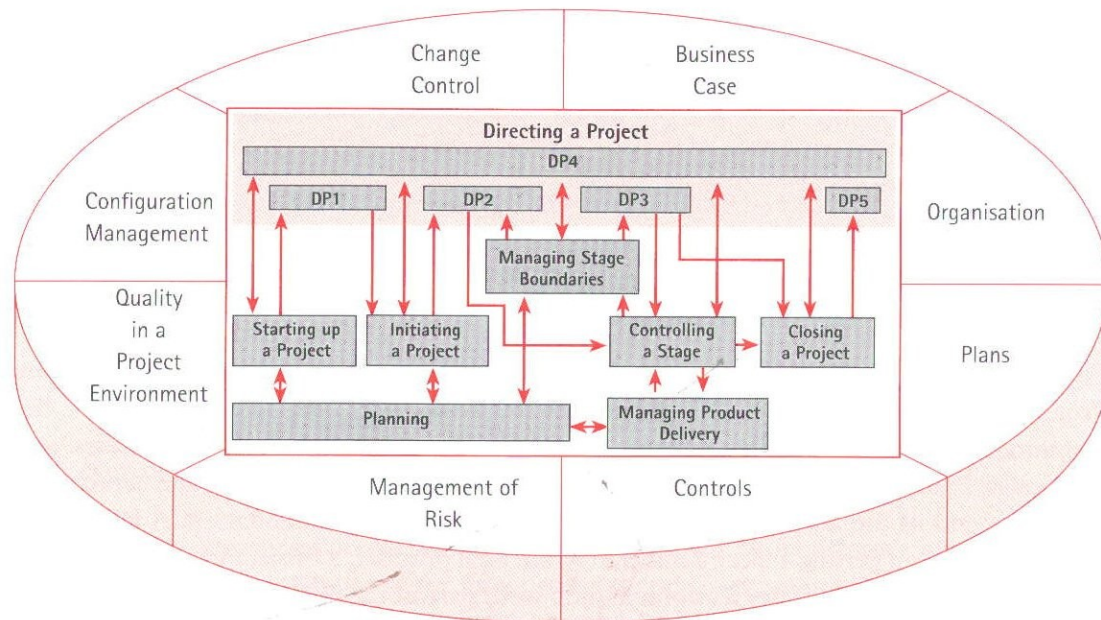 Change
Control
Business
Case
Configuration
Management
Organisation
Quality
in a
Project
Environment
Plans
Management of
Risk
Controls
Directing a Project
DP4
DP1
DP2
DP3
DP5
Managing Stage
Boundaries
Starting up
a Project
Initiating
a Project
Controlling
a Stage
Closing
a Project
Planning
Managing Product
Delivery